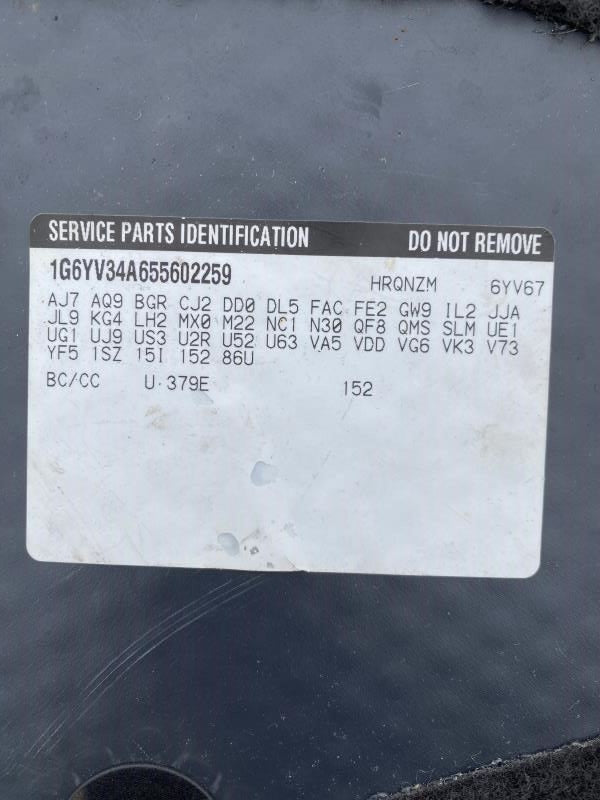 SERVICE PARTS IDENTIFICATION DO NOT REMOVE
1G6YV34A655602259 HRQNZM 6YV67
AJ7 AQ9 BGR CJ2 DD0 DL5 FAC FE2 GW9 IL2 JJA
JL9 KG4 LH2 MX0 M22 NC1 N30 QF8 QMS SLM UE1
UG1 UJ9 US3 U2R U52 U63 VA5 VDD VG6 VK3 V73
YF5 1SZ 15I 152 86U
BC/CC U 379E 152